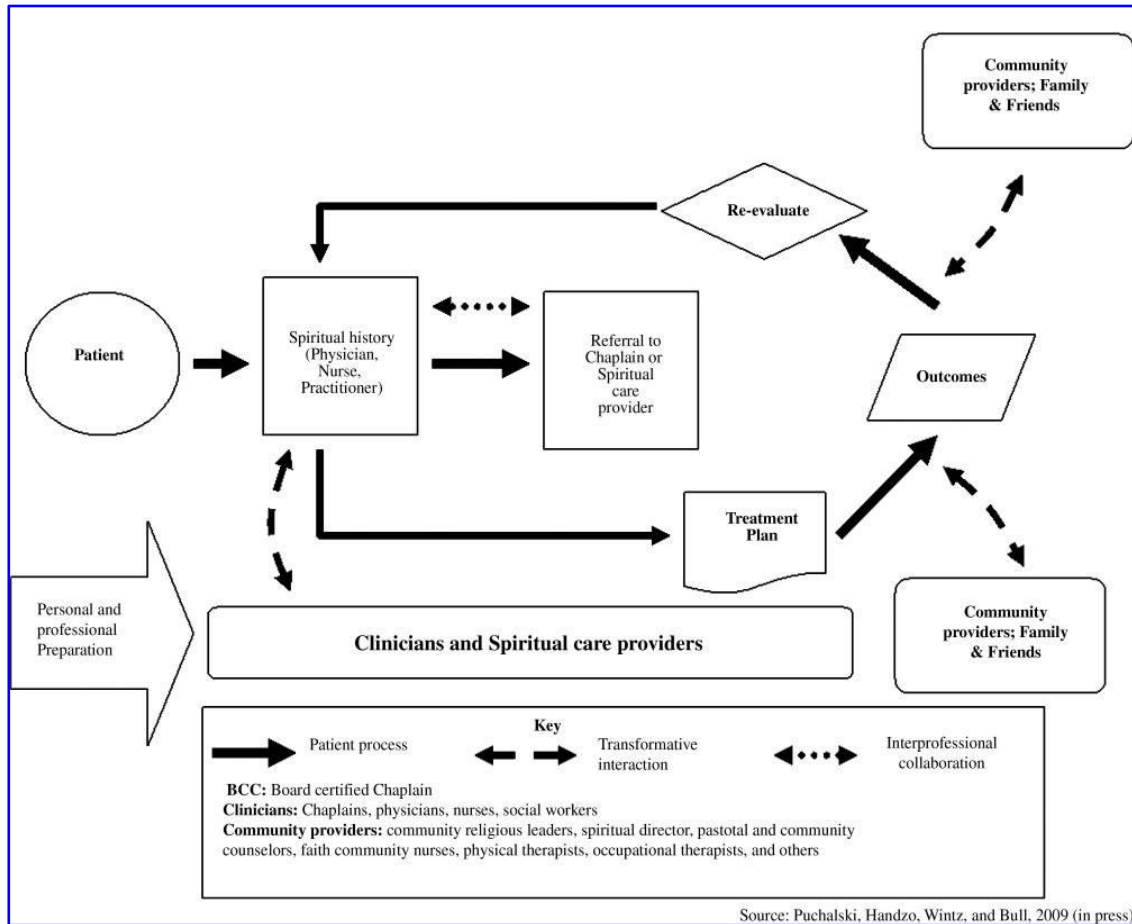 Community
providers; Family
& Friends
Re-evaluate
Patient
Spiritual history
(Physician,
Nurse,
Practitioner)
Referral to
Chaplain or
Spiritual
care
provider
Outcomes
Treatment
Plan
Personal and
professional
Preparation
Clinicians and Spiritual care providers
Community
providers; Family
& Friends
Key
Patient process
Transformative
interaction
Interprofessional
collaboration
BCC: Board certified Chaplain
Clinicians: Chaplains, physicians, nurses, social workers
Community providers: community religious leaders, spiritual director, pastotal and community
counselors, faith community nurses, physical therapists, occupational therapists, and others
Source: Puchalski, Handzo, Wintz, and Bull, 2009 (in press)